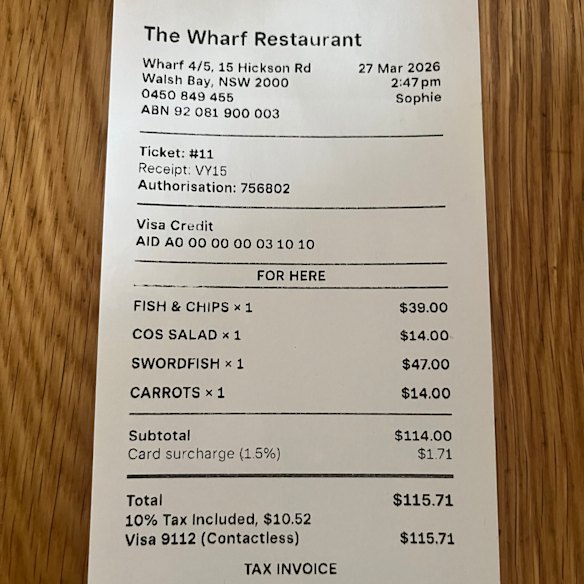 The Wharf Restaurant
Wharf 4/5, 15 Hickson Rd 27 Mar 2026
Walsh Bay, NSW 2000 2:47 pm
0450 849 455 Sophie
ABN 92 081 900 003
Ticket: #11
Receipt: VY15
Authorisation: 756802
Visa Credit
AID A0 00 00 00 03 10 10
FOR HERE
FISH & CHIPS × 1 $39.00
COS SALAD × 1 $14.00
SWORDFISH × 1 $47.00
CARROTS × 1 $14.00
Subtotal $114.00
Card surcharge (1.5%) $1.71
Total $115.71
10% Tax Included, $10.52
Visa 9112 (Contactless) $115.71
TAX INVOICE